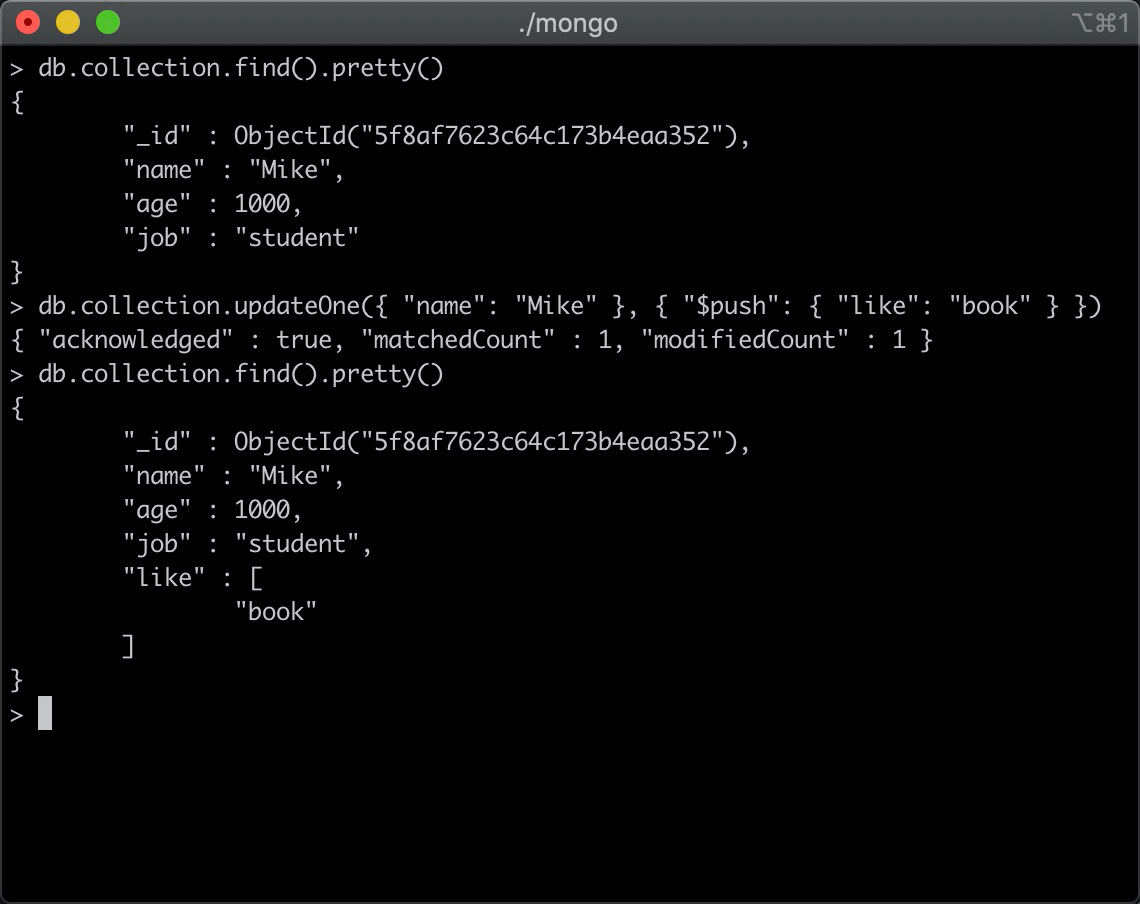 ./mongo
⌥⌘1
> db.collection.find().pretty()
{
        "_id" : ObjectId("5f8af7623c64c173b4eaa352"),
        "name" : "Mike",
        "age" : 1000,
        "job" : "student"
}
> db.collection.updateOne({ "name": "Mike" }, { "$push": { "like": "book" } })
{ "acknowledged" : true, "matchedCount" : 1, "modifiedCount" : 1 }
> db.collection.find().pretty()
{
        "_id" : ObjectId("5f8af7623c64c173b4eaa352"),
        "name" : "Mike",
        "age" : 1000,
        "job" : "student",
        "like" : [
                "book"
        ]
}
>